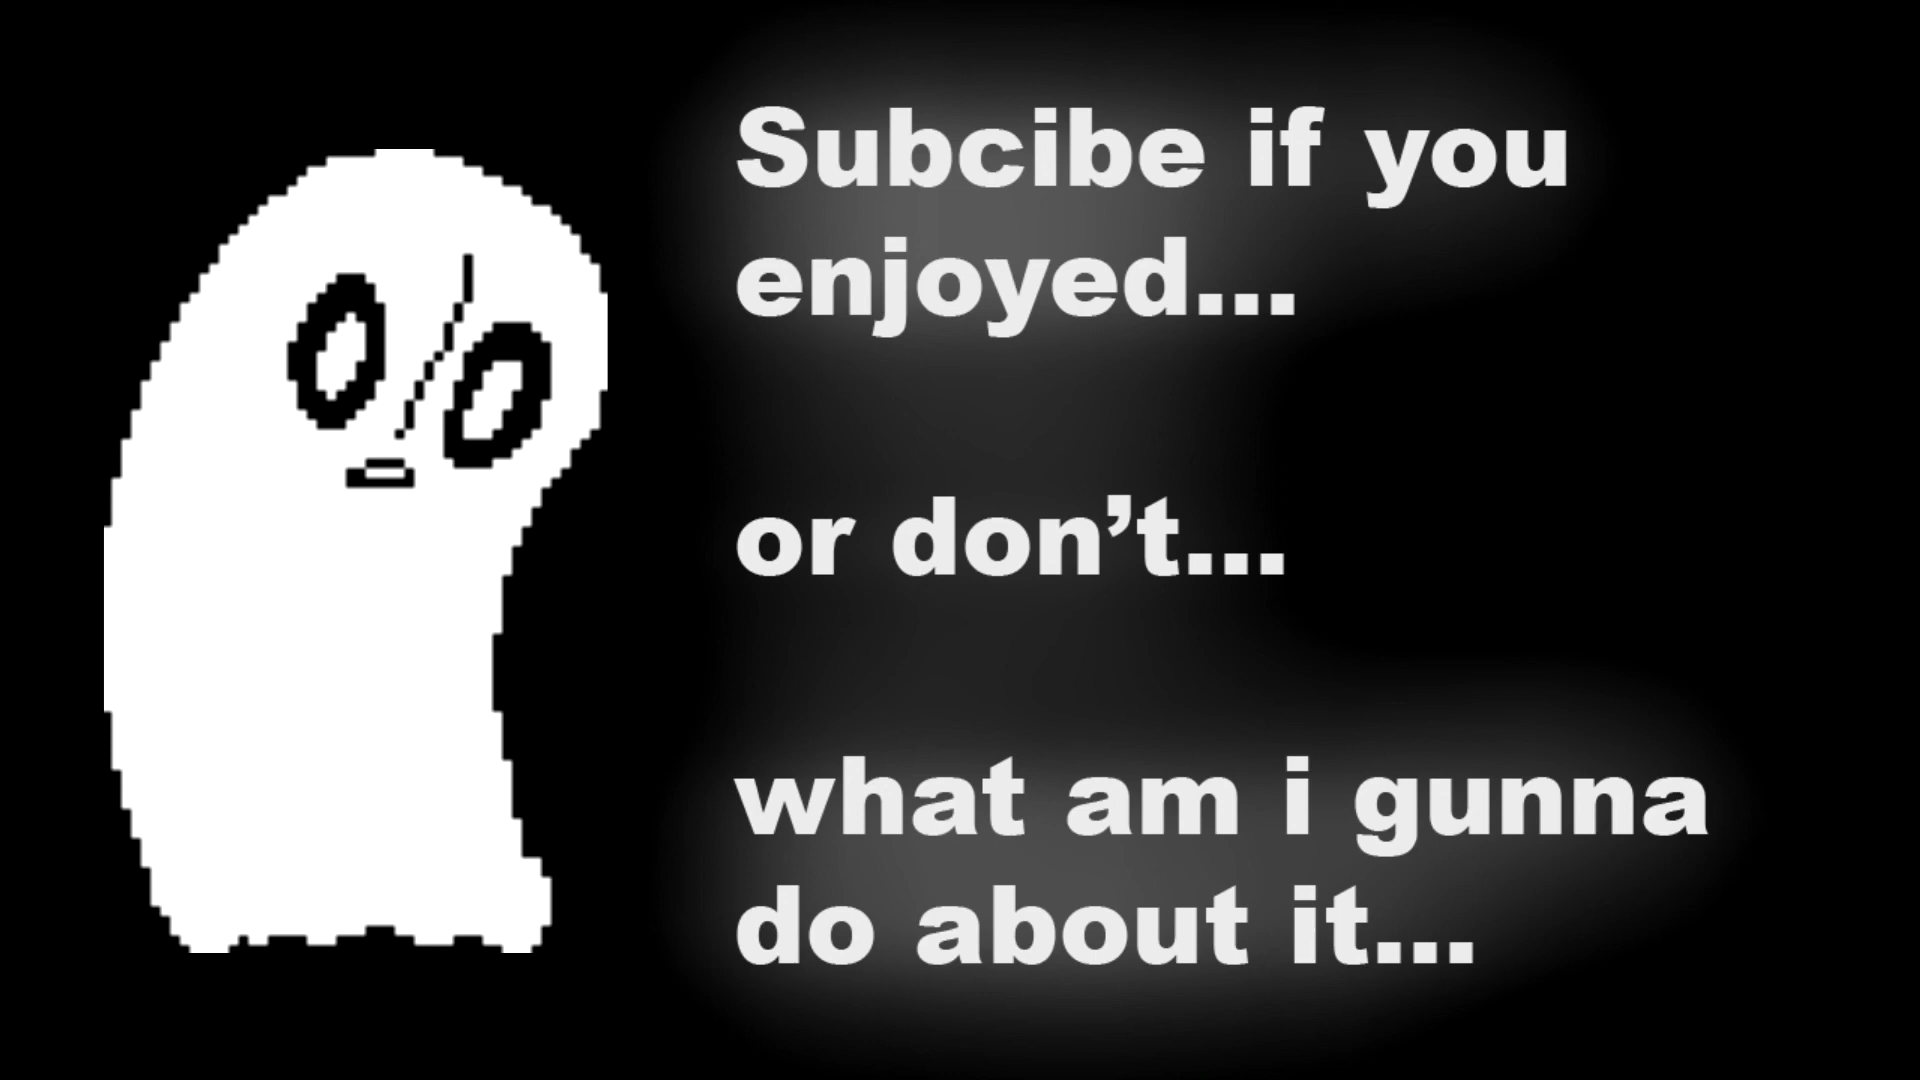 Subcibe if you
enjoyed...
or don’t...
what am i gunna
do about it...